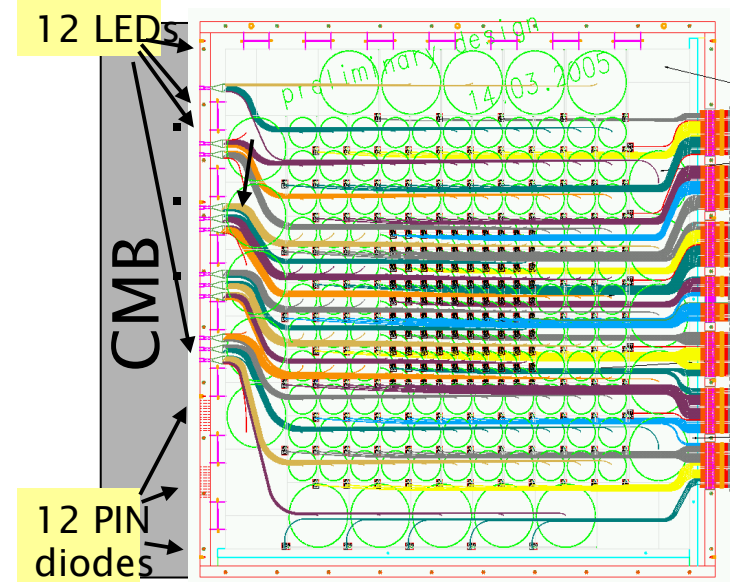 12 LEDs
preliminary design
14.03.2005
CMB
12 PIN
diodes